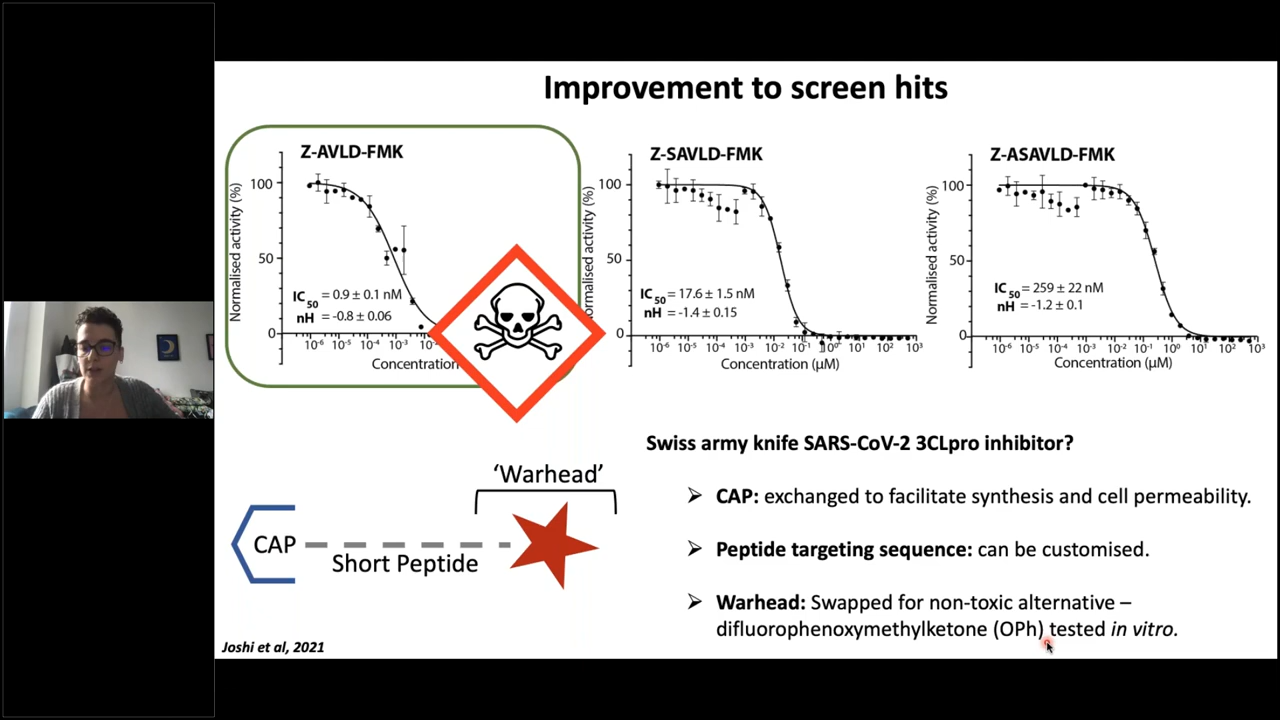 Improvement to screen hits
Z-AVLD-FMK
Normalised activity (%)
100
50
0
IC50 = 0.9 ± 0.1 nM
nH = -0.8 ± 0.06
10-6 10-5 10-4 10-3
Concentration
Z-SAVLD-FMK
Normalised activity (%)
100
50
0
IC50 = 17.6 ± 1.5 nM
nH = -1.4 ± 0.15
10-6 10-5 10-4 10-3 10-2 10-1 100 101 102 103
Concentration (µM)
Z-ASAVLD-FMK
Normalised activity (%)
100
50
0
IC50 = 259 ± 22 nM
nH = -1.2 ± 0.1
10-6 10-5 10-4 10-3 10-2 10-1 100 101 102 103
Concentration (µM)
'Warhead'
CAP
Short Peptide
Swiss army knife SARS-CoV-2 3CLpro inhibitor?
➢ CAP: exchanged to facilitate synthesis and cell permeability.
➢ Peptide targeting sequence: can be customised.
➢ Warhead: Swapped for non-toxic alternative –
difluorophenoxymethylketone (OPh) tested in vitro.
Joshi et al, 2021